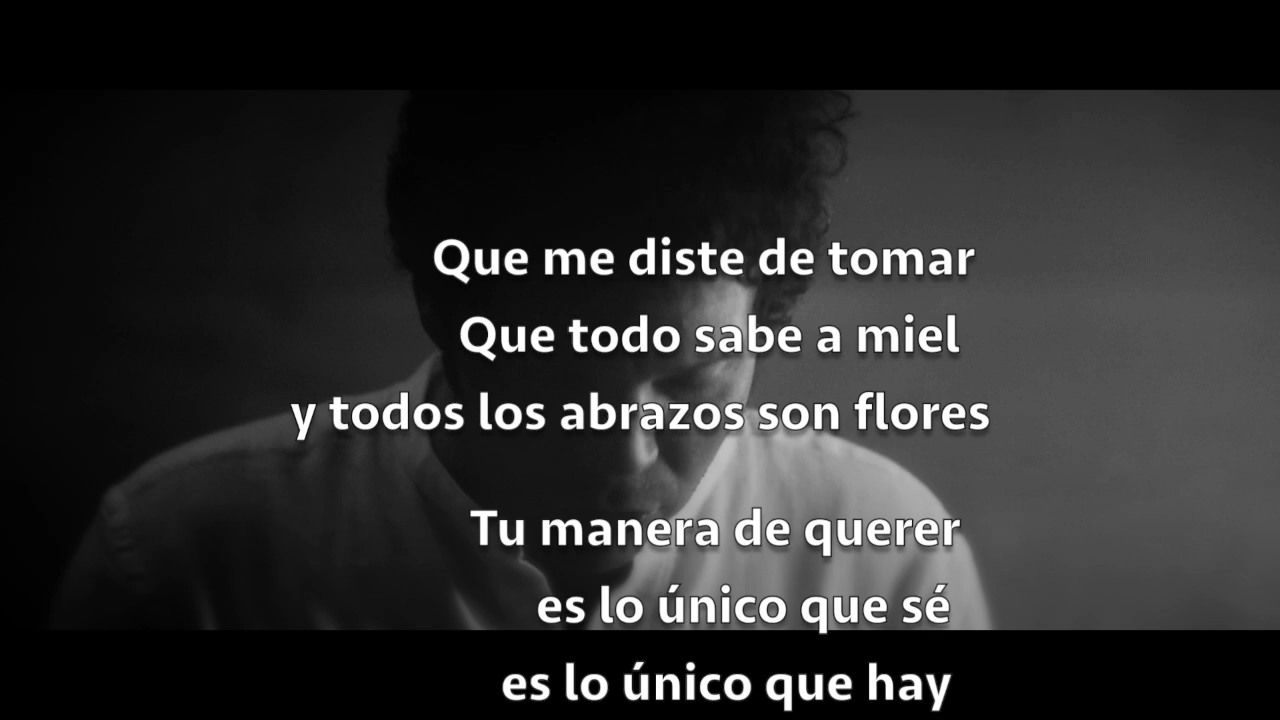 Que me diste de tomar
Que todo sabe a miel
y todos los abrazos son flores
Tu manera de querer
es lo único que sé
es lo único que hay